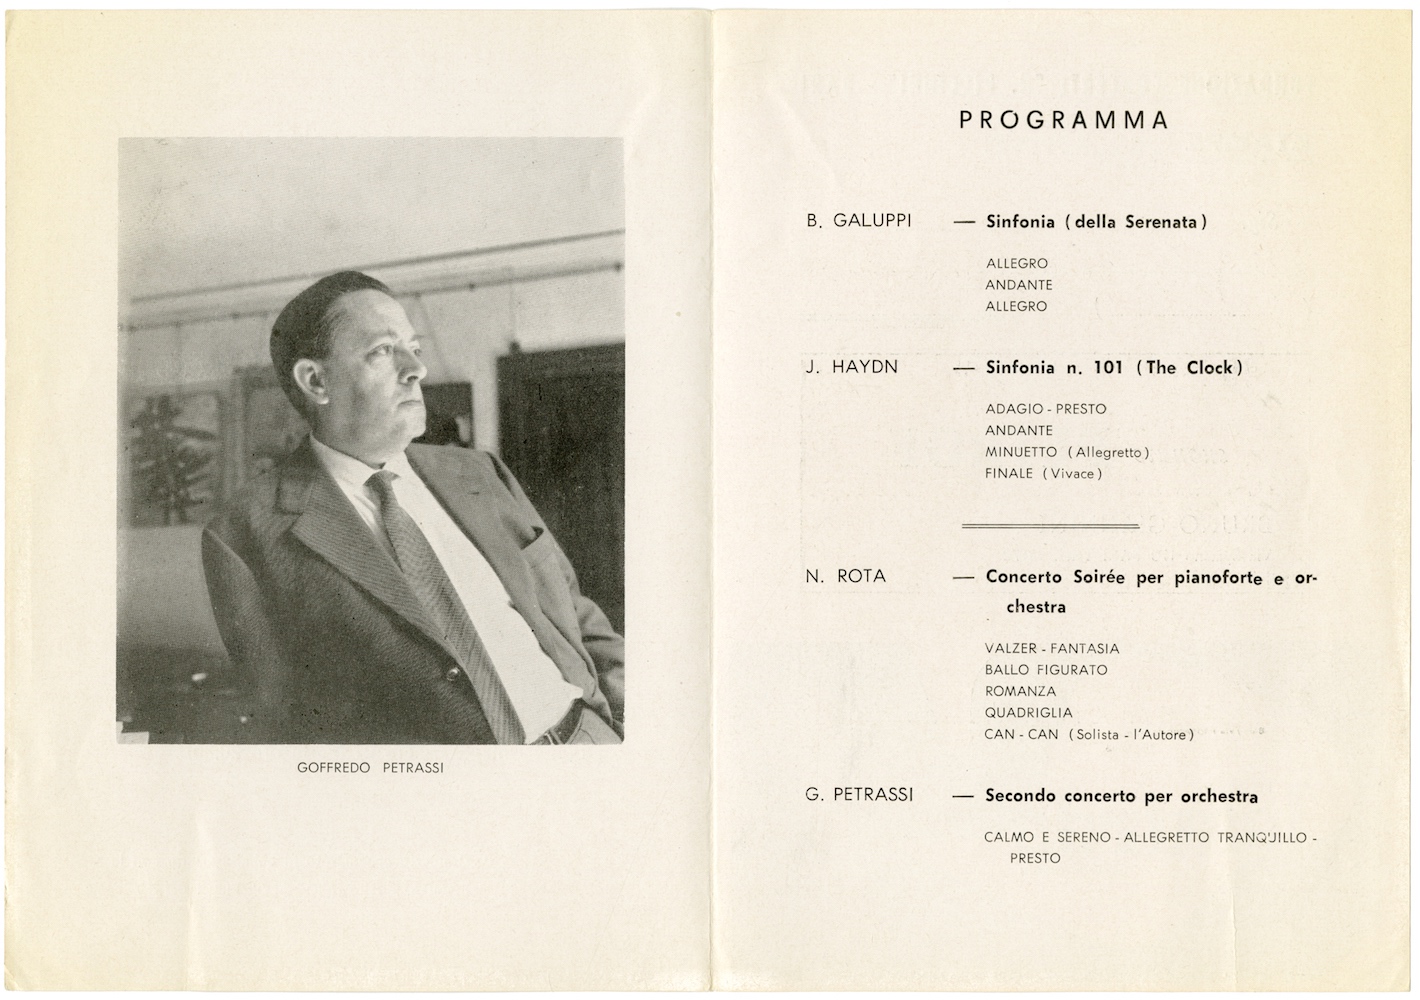 GOFFREDO PETRASSI
PROGRAMMA
B. GALUPPI — Sinfonia (della Serenata)
ALLEGRO
ANDANTE
ALLEGRO
J. HAYDN — Sinfonia n. 101 (The Clock)
ADAGIO - PRESTO
ANDANTE
MINUETTO (Allegretto)
FINALE (Vivace)
N. ROTA — Concerto Soirée per pianoforte e or-
chestra
VALZER - FANTASIA
BALLO FIGURATO
ROMANZA
QUADRIGLIA
CAN - CAN (Solista - l'Autore)
G. PETRASSI — Secondo concerto per orchestra
CALMO E SERENO - ALLEGRETTO TRANQUILLO -
PRESTO